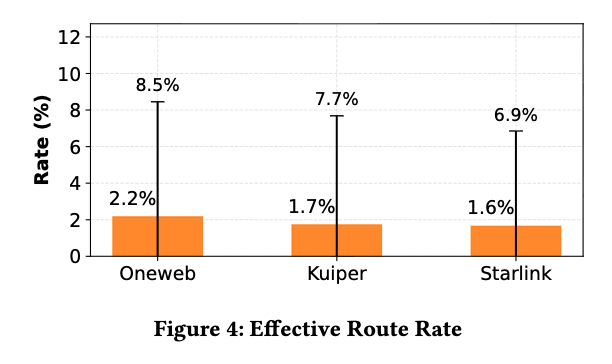 12
10
8
6
4
2
0
Rate (%)
8.5%
7.7%
6.9%
2.2%
1.7%
1.6%
Oneweb
Kuiper
Starlink
Figure 4: Effective Route Rate